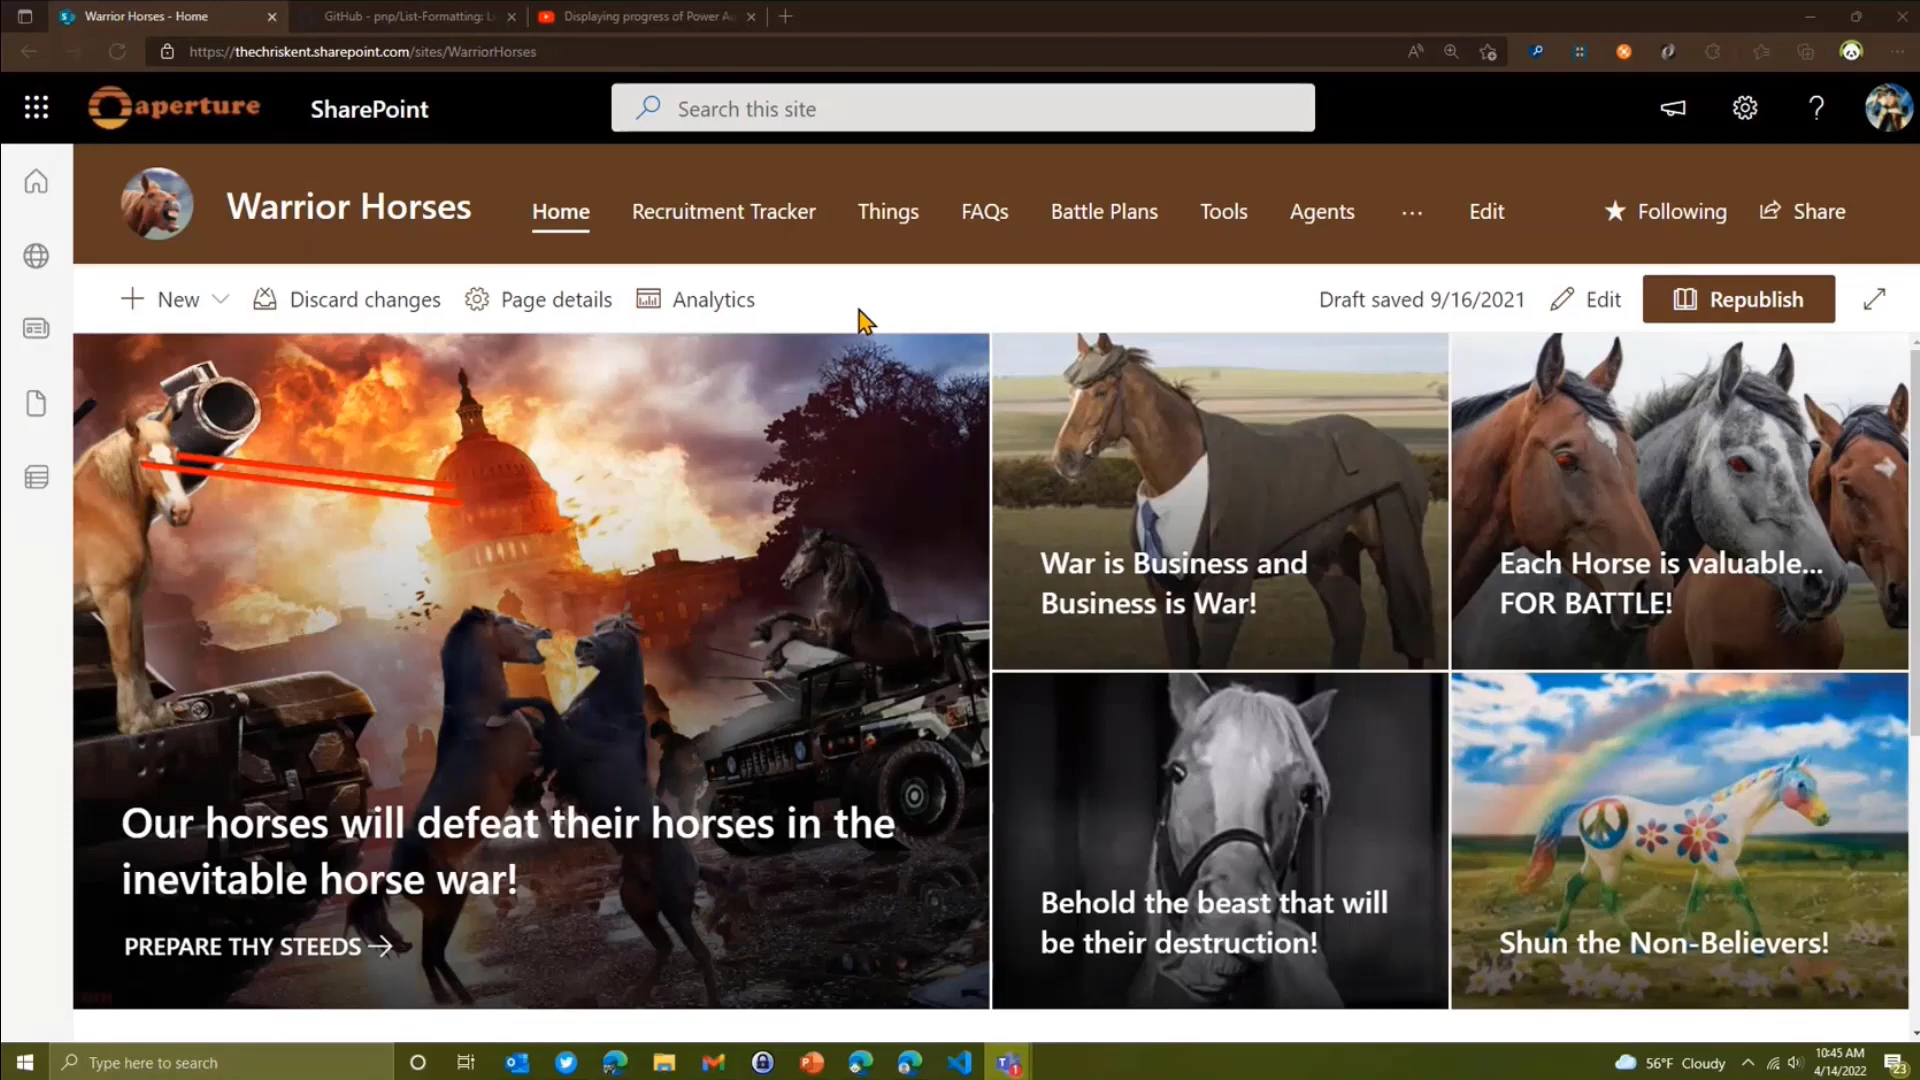 Warrior Horses - Home
GitHub - pnp/List-Formatting: L
Displaying progress of Power A
https://thechriskent.sharepoint.com/sites/WarriorHorses
aperture
SharePoint
Search this site
Warrior Horses
Home
Recruitment Tracker
Things
FAQs
Battle Plans
Tools
Agents
...
Edit
Following
Share
New
Discard changes
Page details
Analytics
Draft saved 9/16/2021
Edit
Republish
Our horses will defeat their horses in the
inevitable horse war!
PREPARE THY STEEDS →
War is Business and
Business is War!
Each Horse is valuable...
FOR BATTLE!
Behold the beast that will
be their destruction!
Shun the Non-Believers!
Type here to search
56°F Cloudy
10:45 AM
4/14/2022
23